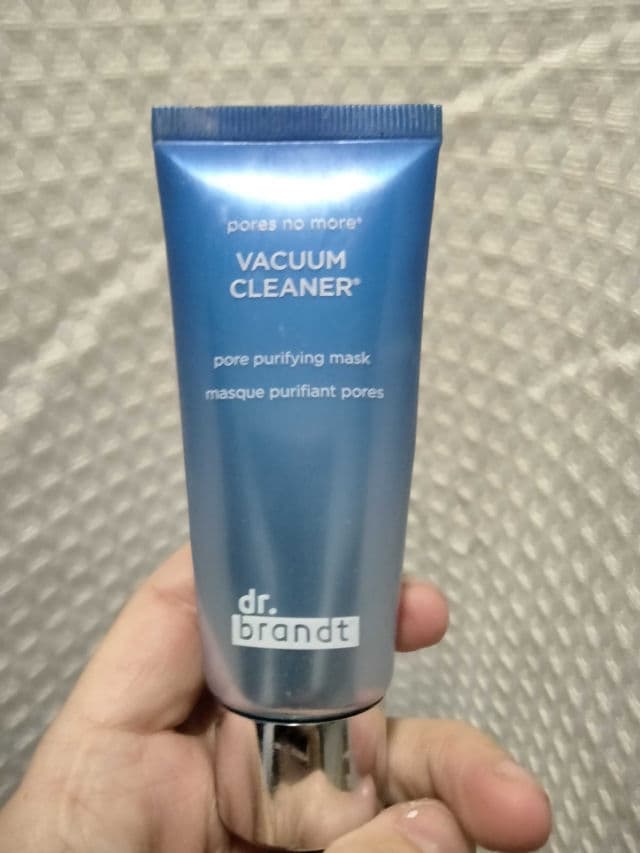 pores no more®
VACUUM
CLEANER®
pore purifying mask
masque purifiant pores
dr.
brandt